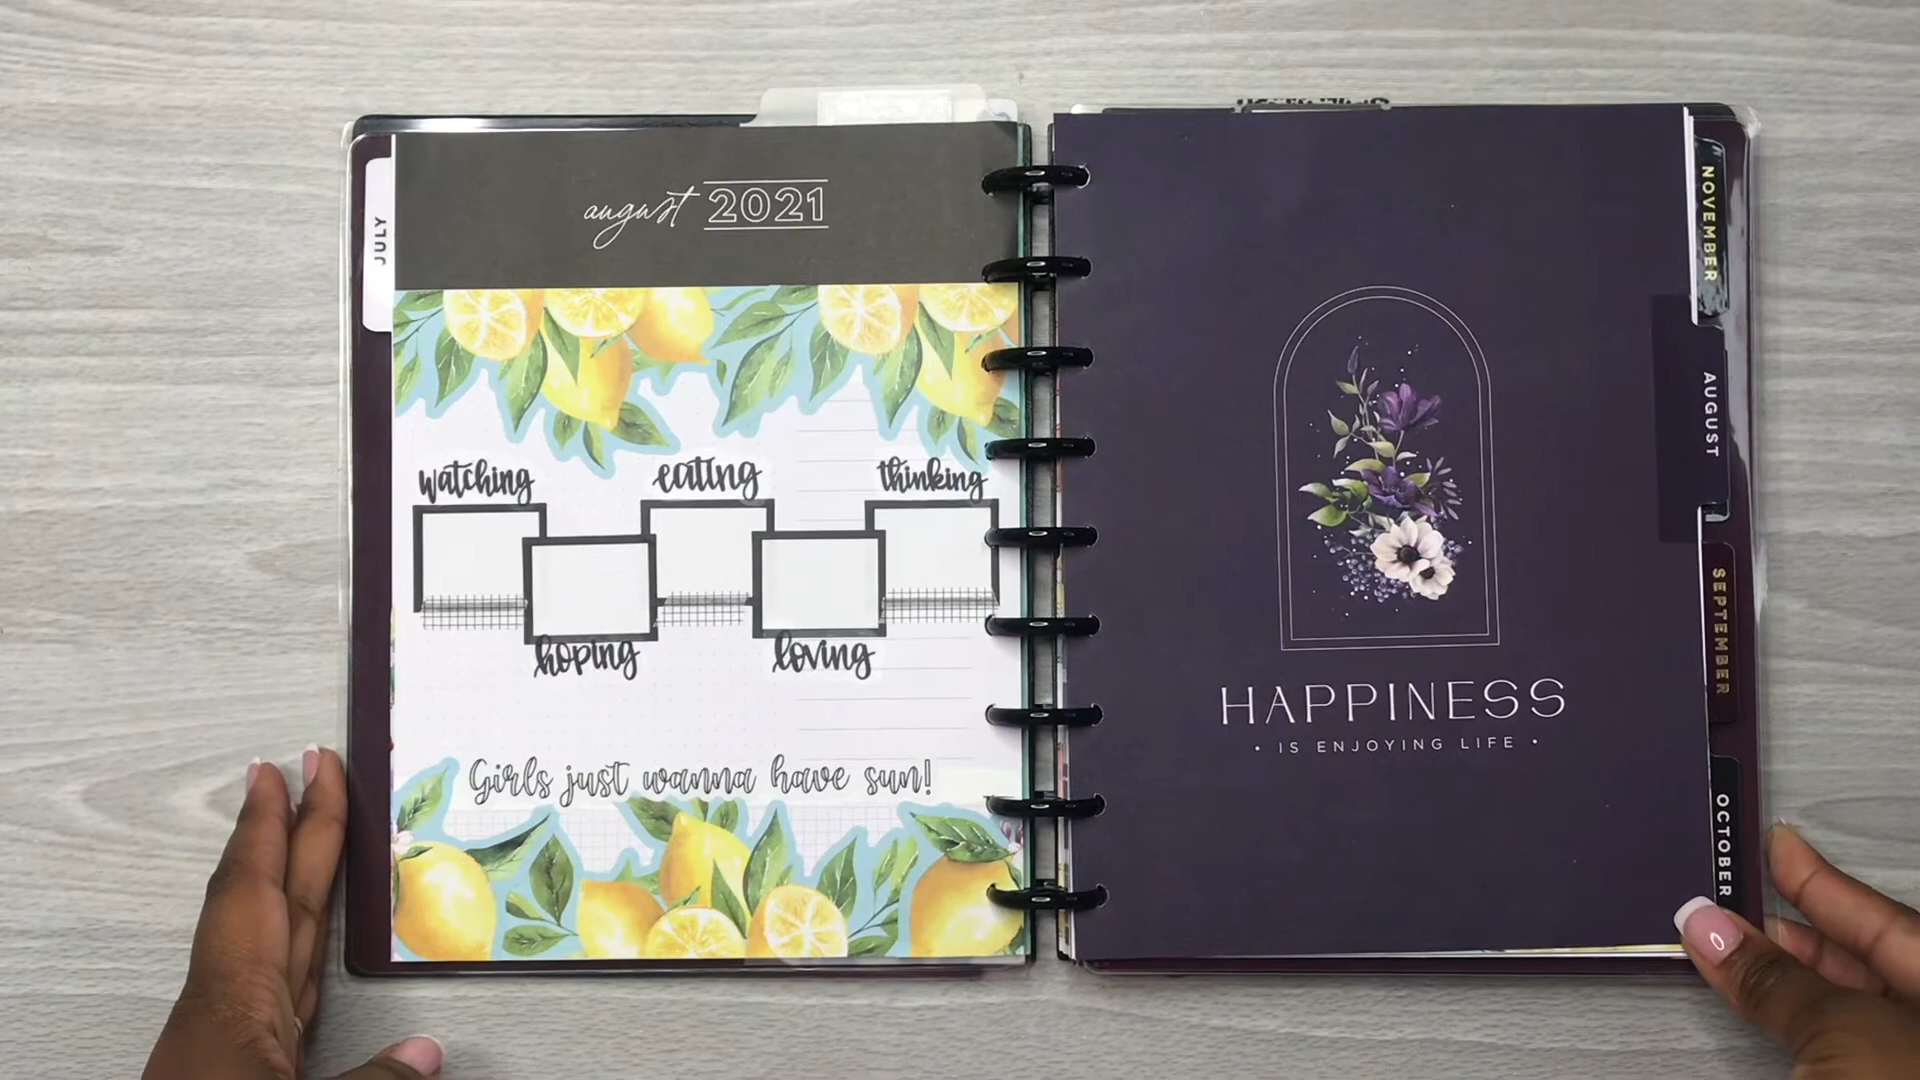 JULY
august 2021
watching
eating
thinking
hoping
loving
Girls just wanna have sun!
HAPPINESS
• IS ENJOYING LIFE •
NOVEMBER
AUGUST
SEPTEMBER
OCTOBER